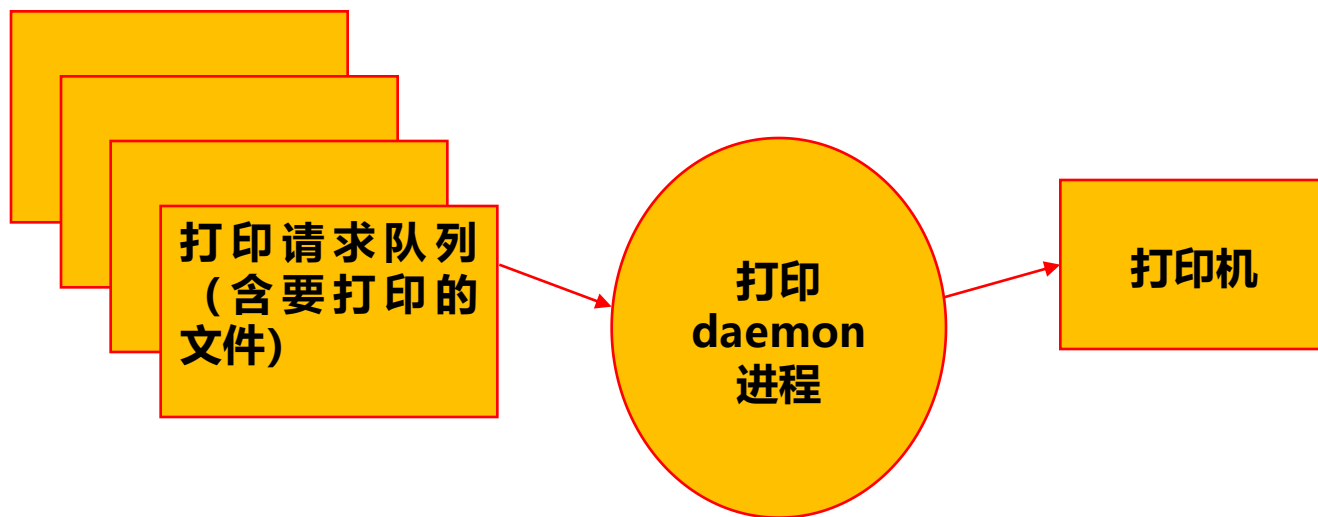 打印请求队列
（含要打印的
文件)
打印
daemon
进程
打印机